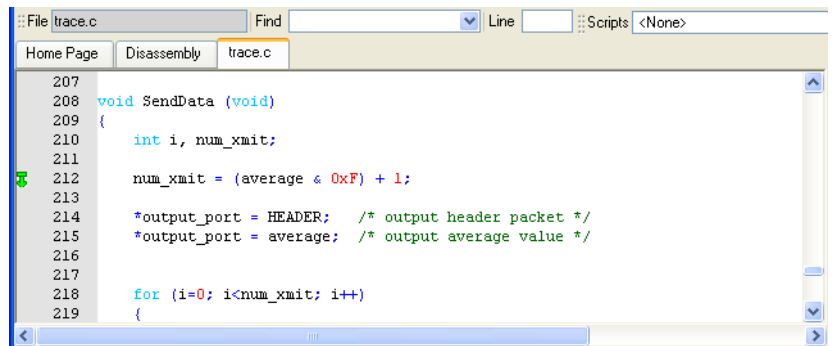 File trace.c Find Line Scripts <None>
Home Page Disassembly trace.c
207
208 void SendData (void)
209 {
210 int i, num_xmit;
211
212 num_xmit = (average & 0xF) + 1;
213
214 *output_port = HEADER; /* output header packet */
215 *output_port = average; /* output average value */
216
217
218 for (i=0; i<num_xmit; i++)
219 {